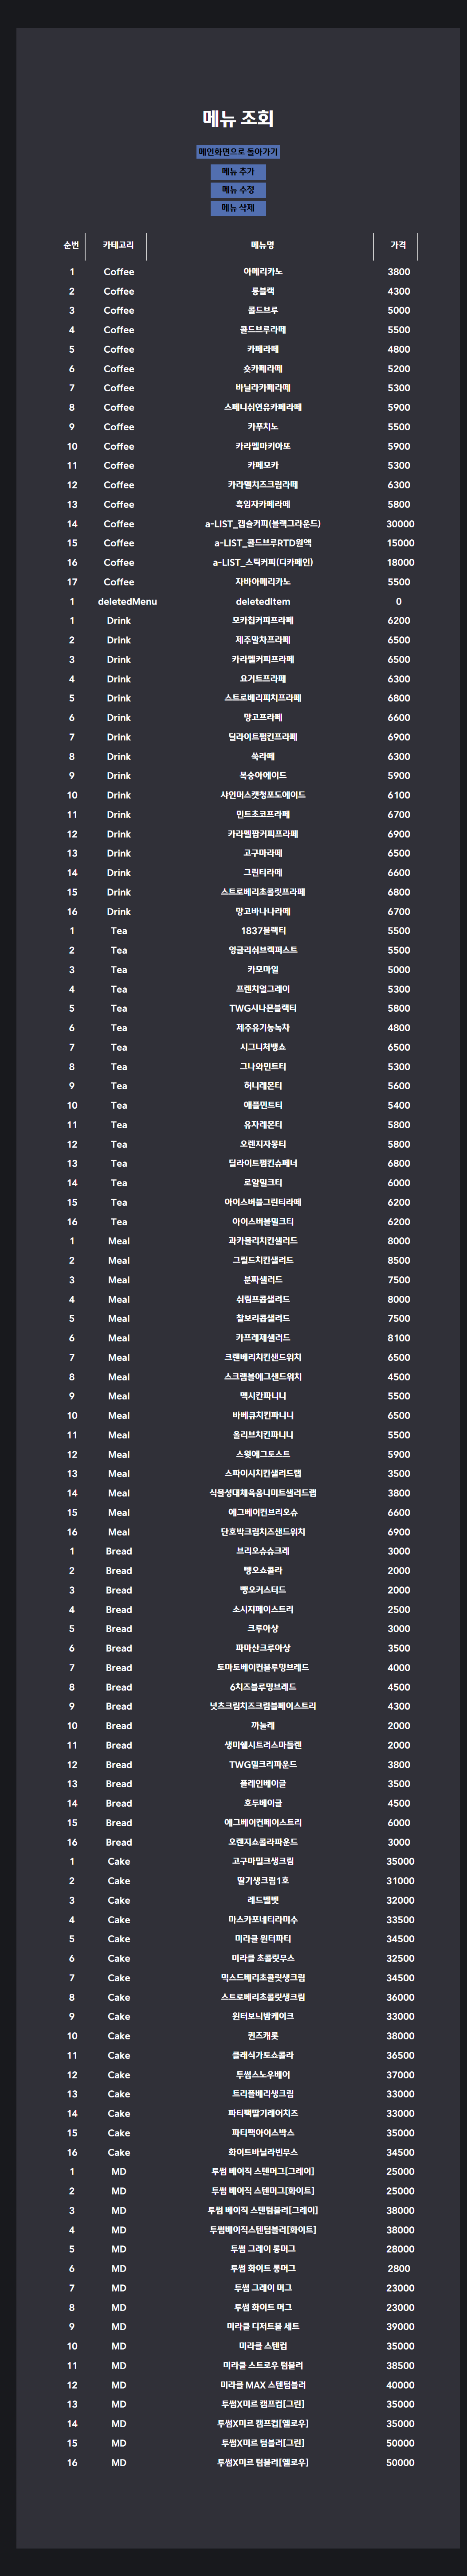 메뉴 조회
메인화면으로 돌아가기
메뉴 추가
메뉴 수정
메뉴 삭제
순번 카테고리 메뉴명 가격
1 Coffee 아메리카노 3800
2 Coffee 롱블랙 4300
3 Coffee 콜드브루 5000
4 Coffee 콜드브루라떼 5500
5 Coffee 카페라떼 4800
6 Coffee 숏카페라떼 5200
7 Coffee 바닐라카페라떼 5300
8 Coffee 스페니쉬연유카페라떼 5900
9 Coffee 카푸치노 5500
10 Coffee 카라멜마키아또 5900
11 Coffee 카페모카 5300
12 Coffee 카라멜치즈크림라떼 6300
13 Coffee 흑임자카페라떼 5800
14 Coffee a-LIST_캡슐커피(블랙그라운드) 30000
15 Coffee a-LIST_콜드브루RTD원액 15000
16 Coffee a-LIST_스틱커피(디카페인) 18000
17 Coffee 자바아메리카노 5500
1 deletedMenu deletedItem 0
1 Drink 모카칩커피프라페 6200
2 Drink 제주말차프라페 6500
3 Drink 카라멜커피프라페 6500
4 Drink 요거트프라페 6300
5 Drink 스트로베리피치프라페 6800
6 Drink 망고프라페 6600
7 Drink 딜라이트펌킨프라페 6900
8 Drink 쑥라떼 6300
9 Drink 복숭아에이드 5900
10 Drink 샤인머스캣청포도에이드 6100
11 Drink 민트초코프라페 6700
12 Drink 카라멜팝커피프라페 6900
13 Drink 고구마라떼 6500
14 Drink 그린티라떼 6600
15 Drink 스트로베리초콜릿프라페 6800
16 Drink 망고바나나라떼 6700
1 Tea 1837블랙티 5500
2 Tea 잉글리쉬브렉퍼스트 5500
3 Tea 카모마일 5000
4 Tea 프렌치얼그레이 5300
5 Tea TWG시나몬블랙티 5800
6 Tea 제주유기농녹차 4800
7 Tea 시그니처뱅쇼 6500
8 Tea 그나와민트티 5300
9 Tea 허니레몬티 5600
10 Tea 애플민트티 5400
11 Tea 유자레몬티 5800
12 Tea 오렌지자몽티 5800
13 Tea 딜라이트펌킨슈페너 6800
14 Tea 로얄밀크티 6000
15 Tea 아이스버블그린티라떼 6200
16 Tea 아이스버블밀크티 6200
1 Meal 과카몰리치킨샐러드 8000
2 Meal 그릴드치킨샐러드 8500
3 Meal 분짜샐러드 7500
4 Meal 쉬림프콥샐러드 8000
5 Meal 찰보리콥샐러드 7500
6 Meal 카프레제샐러드 8100
7 Meal 크랜베리치킨샌드위치 6500
8 Meal 스크램블에그샌드위치 4500
9 Meal 멕시칸파니니 5500
10 Meal 바베큐치킨파니니 6500
11 Meal 올리브치킨파니니 5500
12 Meal 스윗에그토스트 5900
13 Meal 스파이시치킨샐러드랩 3500
14 Meal 식물성대체육옴니미트샐러드랩 3800
15 Meal 에그베이컨브리오슈 6600
16 Meal 단호박크림치즈샌드위치 6900
1 Bread 브리오슈슈크레 3000
2 Bread 뺑오쇼콜라 2000
3 Bread 뺑오커스터드 2000
4 Bread 소시지페이스트리 2500
5 Bread 크루아상 3000
6 Bread 파마산크루아상 3500
7 Bread 토마토베이컨블루밍브레드 4000
8 Bread 6치즈블루밍브레드 4500
9 Bread 넛츠크림치즈크럼블페이스트리 4300
10 Bread 까눌레 2000
11 Bread 생미쉘시트러스마들렌 2000
12 Bread TWG밀크티파운드 3800
13 Bread 플레인베이글 3500
14 Bread 호두베이글 4500
15 Bread 에그베이컨페이스트리 6000
16 Bread 오렌지쇼콜라파운드 3000
1 Cake 고구마밀크생크림 35000
2 Cake 딸기생크림1호 31000
3 Cake 레드벨벳 32000
4 Cake 마스카포네티라미수 33500
5 Cake 미라클 윈터파티 34500
6 Cake 미라클 초콜릿무스 32500
7 Cake 믹스드베리초콜릿생크림 34500
8 Cake 스트로베리초콜릿생크림 36000
9 Cake 윈터보늬밤케이크 33000
10 Cake 퀸즈캐롯 38000
11 Cake 클래식가토쇼콜라 36500
12 Cake 투썸스노우베어 37000
13 Cake 트리플베리생크림 33000
14 Cake 파티팩딸기레어치즈 33000
15 Cake 파티팩아이스박스 35000
16 Cake 화이트바닐라빈무스 34500
1 MD 투썸 베이직 스텐머그[그레이] 25000
2 MD 투썸 베이직 스텐머그[화이트] 25000
3 MD 투썸 베이직 스텐텀블러[그레이] 38000
4 MD 투썸베이직스텐텀블러[화이트] 38000
5 MD 투썸 그레이 롱머그 28000
6 MD 투썸 화이트 롱머그 2800
7 MD 투썸 그레이 머그 23000
8 MD 투썸 화이트 머그 23000
9 MD 미라클 디저트볼 세트 39000
10 MD 미라클 스텐컵 35000
11 MD 미라클 스트로우 텀블러 38500
12 MD 미라클 MAX 스텐텀블러 40000
13 MD 투썸X미르 캠프컵[그린] 35000
14 MD 투썸X미르 캠프컵[옐로우] 35000
15 MD 투썸X미르 텀블러[그린] 50000
16 MD 투썸X미르 텀블러[옐로우] 50000